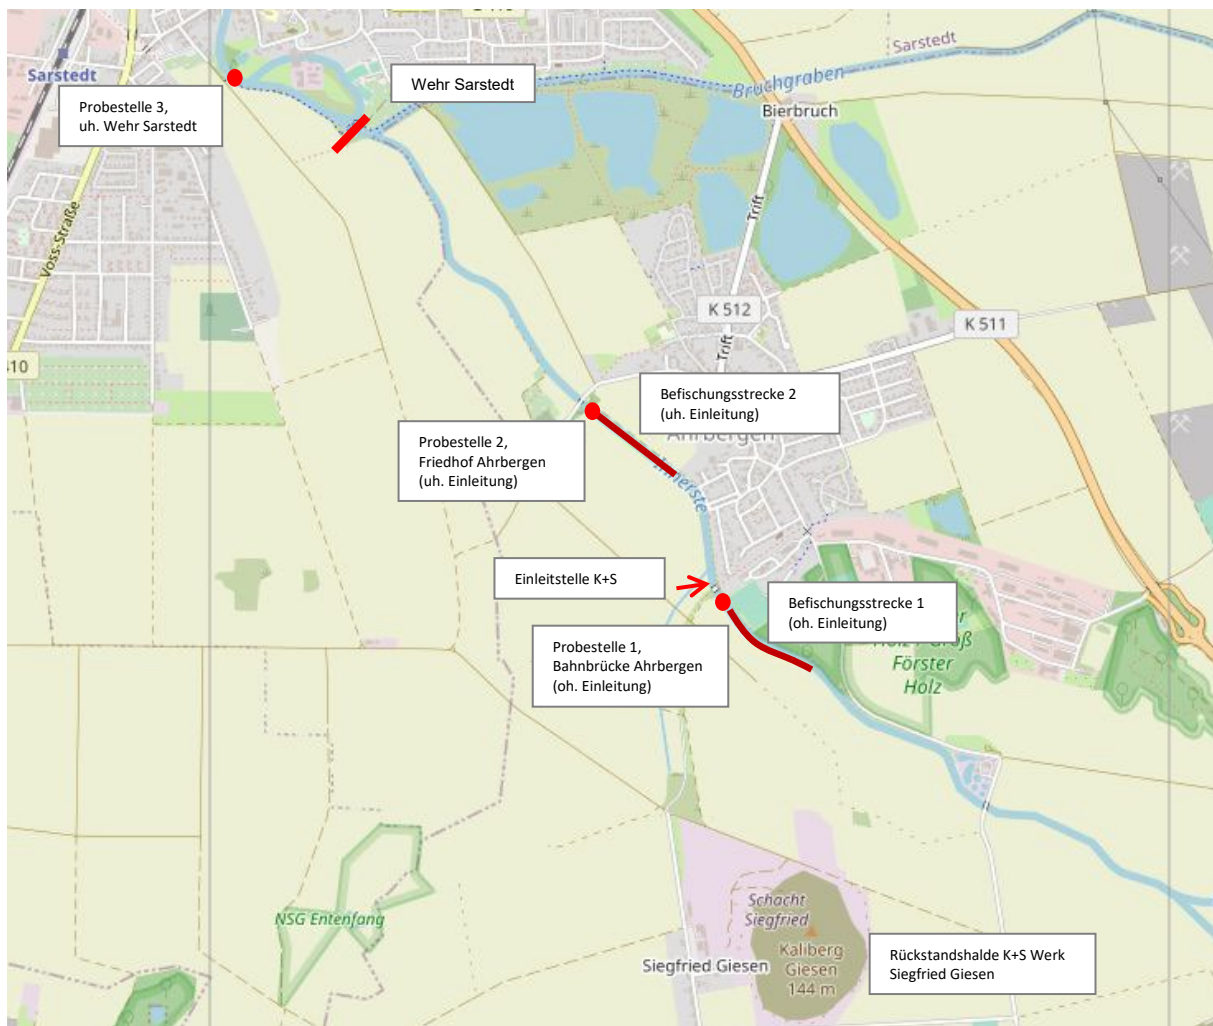 Sarstedt
Probestelle 3,
uh. Wehr Sarstedt
Wehr Sarstedt
Sarstedt
Bruchgraben
Bierbruch
Voss-Straße
Trift
K 512
K 511
Trift
Befischungsstrecke 2
(uh. Einleitung)
Ahrbergen
Probestelle 2,
Friedhof Ahrbergen
(uh. Einleitung)
Innerste
Einleitstelle K+S
Befischungsstrecke 1
(oh. Einleitung)
Probestelle 1,
Bahnbrücke Ahrbergen
(oh. Einleitung)
Förster
Holz
NSG Entenfang
Schacht
Siegfried
Kaliberg
Giesen
144 m
Siegfried Giesen
Rückstandshalde K+S Werk
Siegfried Giesen